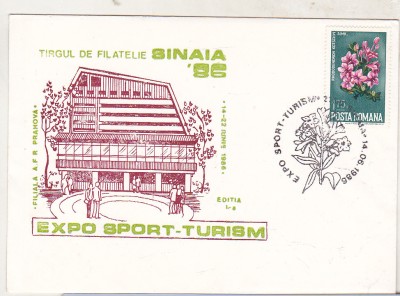 TIRGUL DE FILATELIE SINAIA
'86
FILIALA A.F.R. PRAHOVA
14-22 IUNIE 1986
EDITIA
I-a
EXPO SPORT-TURISM
POSTA ROMANA
EXPO SPORT-TURISM
14.06.1986